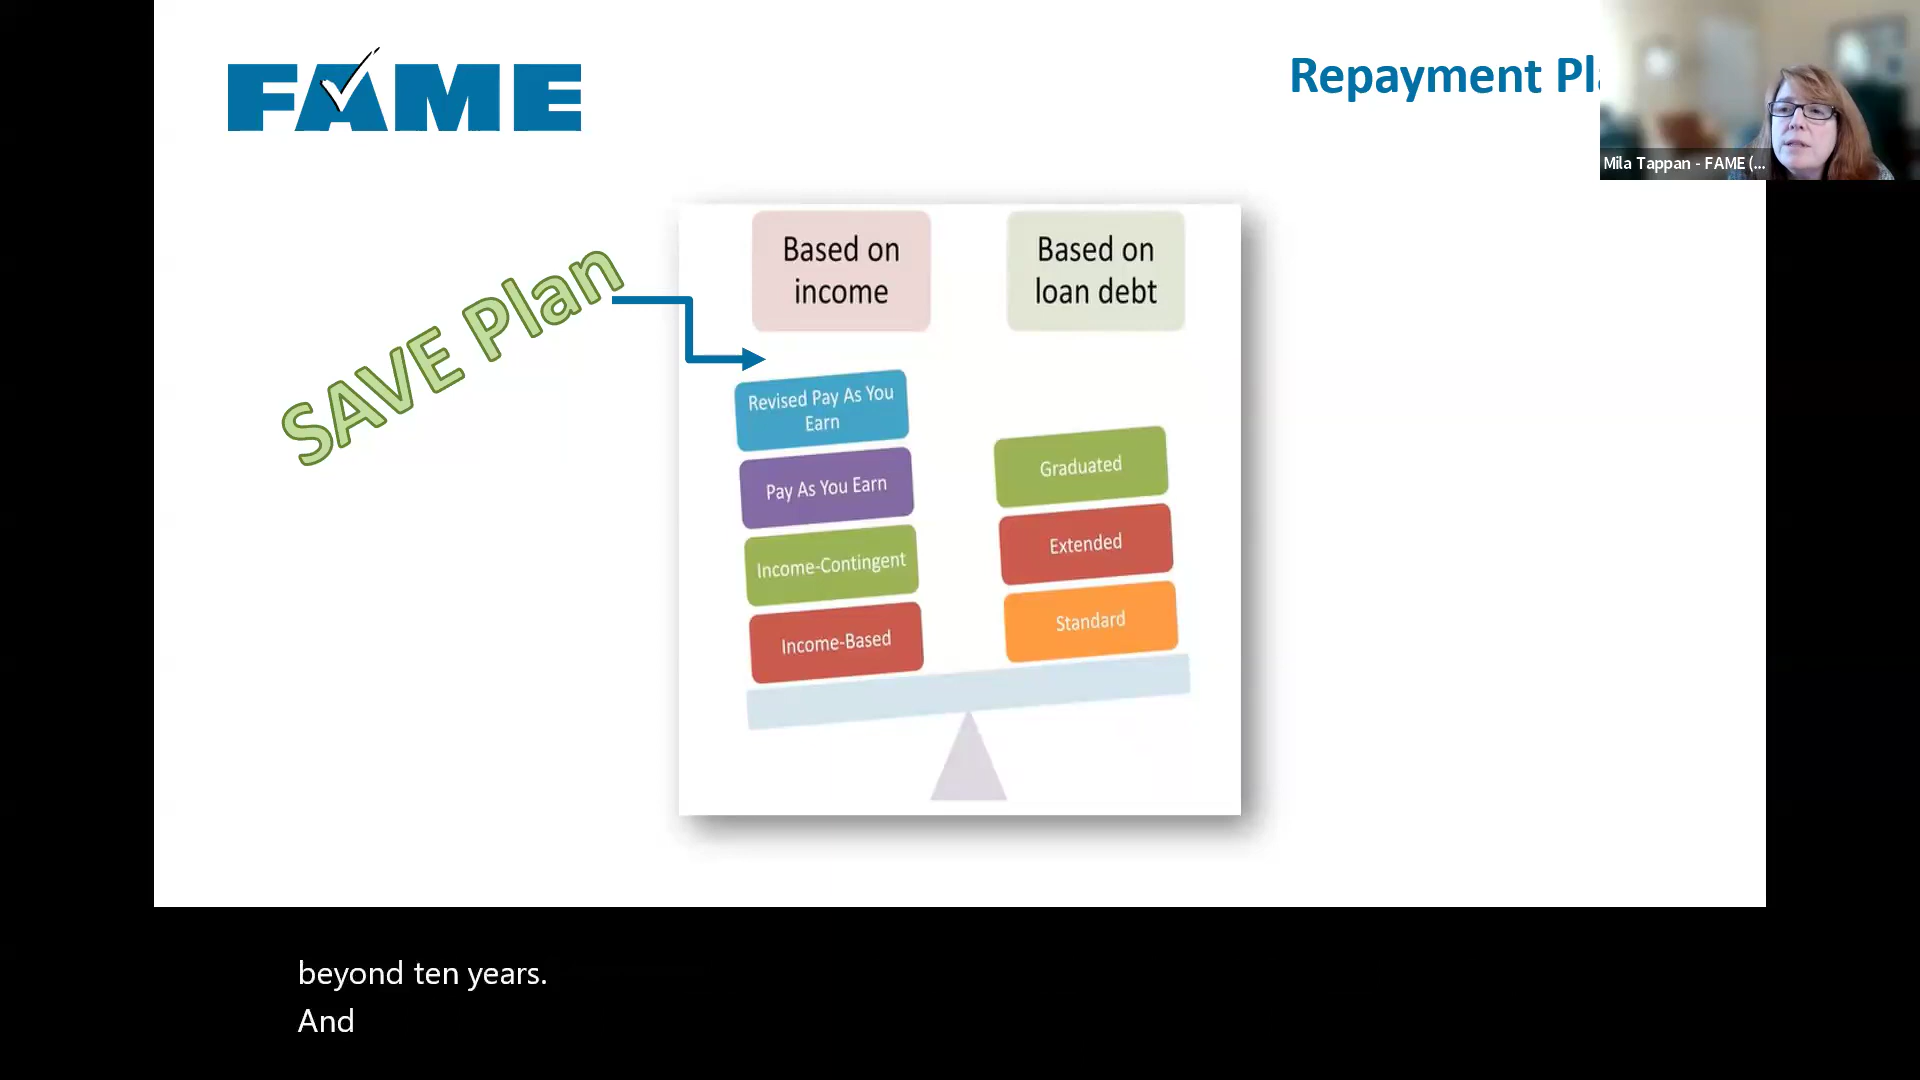 FAME
Repayment Pla
Mila Tappan - FAME (...
SAVE Plan
Based on
income
Based on
loan debt
Revised Pay As You
Earn
Pay As You Earn
Income-Contingent
Income-Based
Graduated
Extended
Standard
beyond ten years.
And